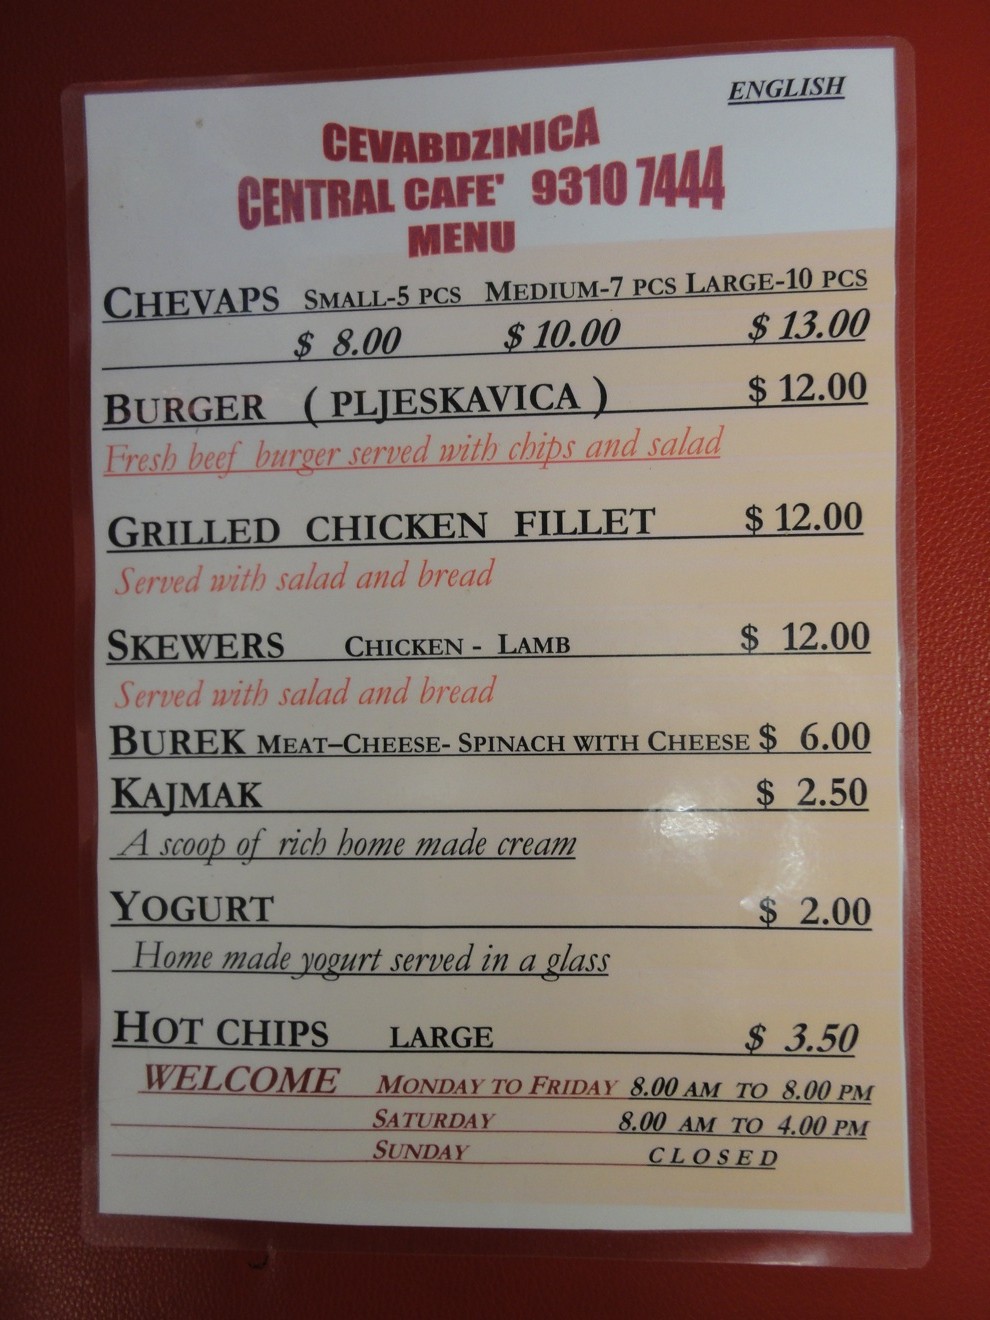 ENGLISH
CEVABDZINICA
CENTRAL CAFE' 9310 7444
MENU
CHEVAPS SMALL-5 PCS MEDIUM-7 PCS LARGE-10 PCS
$ 8.00 $ 10.00 $ 13.00
BURGER ( PLJESKAVICA ) $ 12.00
Fresh beef burger served with chips and salad
GRILLED CHICKEN FILLET $ 12.00
Served with salad and bread
SKEWERS CHICKEN - LAMB $ 12.00
Served with salad and bread
BUREK MEAT–CHEESE- SPINACH WITH CHEESE $ 6.00
KAJMAK $ 2.50
A scoop of rich home made cream
YOGURT $ 2.00
Home made yogurt served in a glass
HOT CHIPS LARGE $ 3.50
WELCOME MONDAY TO FRIDAY 8.00 AM TO 8.00 PM
SATURDAY 8.00 AM TO 4.00 PM
SUNDAY CLOSED